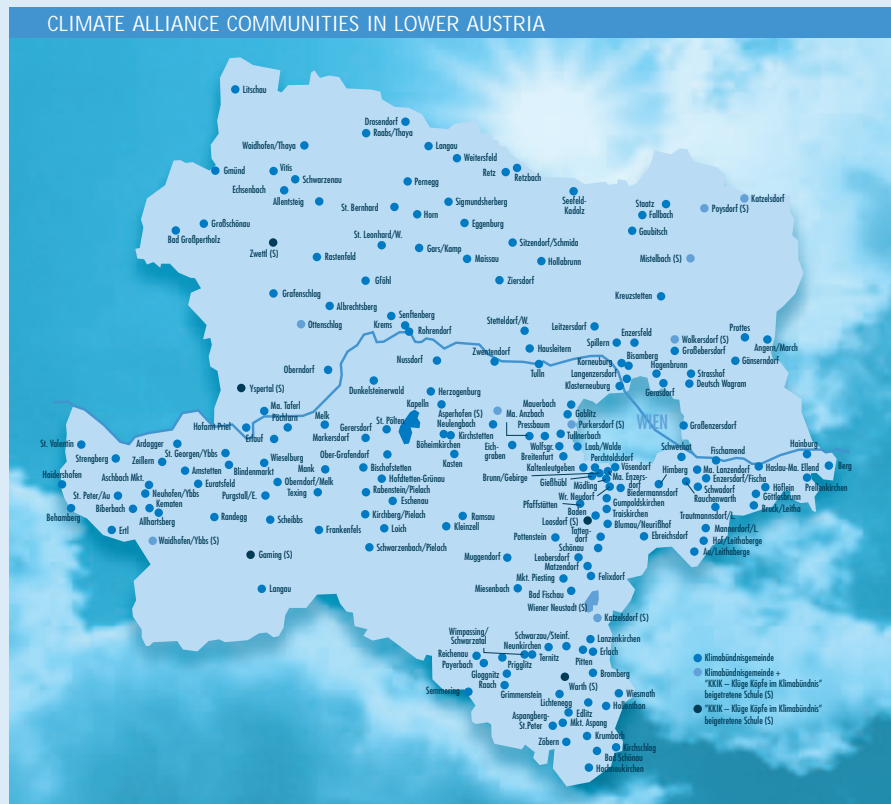 CLIMATE ALLIANCE COMMUNITIES IN LOWER AUSTRIA
Litschau
Drosendorf
Raabs/Thaya
Waidhofen/Thaya
Langau
Weitersfeld
Gmünd
Vitis
Schwarzenau
Echsenbach
Allentsteig
Pernegg
Retz
Retzbach
Seefeld-
Kadolz
Staatz
Fallbach
Gaubitsch
Katzelsdorf
Poysdorf (S)
St. Bernhard
Horn
Sigmundsherberg
Eggenburg
Großschönau
Bad Großpertholz
Zwettl (S)
Rastenfeld
St. Leonhard/W.
Gars/Kamp
Maissau
Sitzendorf/Schmida
Hollabrunn
Mistelbach (S)
Gföhl
Ziersdorf
Kreuzstetten
Grafenschlag
Albrechtsberg
Ottenschlag
Senftenberg
Krems
Rohrendorf
Stetteldorf/W.
Leitzersdorf
Hausleitern
Spillern
Enzersfeld
Wolkersdorf (S)
Großebersdorf
Prottes
Angern/March
Gänserndorf
Oberndorf
Nussdorf
Zwentendorf
Tulln
Korneuburg
Bisamberg
Langenzersdorf
Klosterneuburg
Hagenbrunn
Gerasdorf
Strasshof
Deutsch Wagram
Yspertal (S)
Dunkelsteinerwald
Herzogenburg
Kapelln
Ma. Taferl
Pöchlarn
Hofamt Priel
Erlauf
Melk
Markersdorf
Gerersdorf
St. Pölten
Asperhofen (S)
Neulengbach
Böheimkirchen
Kirchstetten
Kasten
Ma. Anzbach
Eich-
graben
Pressbaum
Mauerbach
Gablitz
Purkersdorf (S)
Tullnerbach
Wolfsgr.
Breitenfurt
Laab/Walde
Kaltenleutgeben
Perchtoldsdorf
WIEN
Großenzersdorf
St. Valentin
Strengberg
Ardagger
Zeillern
St. Georgen/Ybbs
Amstetten
Blindenmarkt
Wieselburg
Haidershofen
Aschbach Mkt.
St. Peter/Au
Biberbach
Neuhofen/Ybbs
Kematen
Allhartsberg
Euratsfeld
Purgstall/E.
Mank
Oberndorf/Melk
Texing
Ober-Grafendorf
Bischofstetten
Hofstetten-Grünau
Rabenstein/Pielach
Eschenau
Behamberg
Ertl
Randegg
Scheibbs
Waidhofen/Ybbs (S)
Gaming (S)
Langau
Frankenfels
Kirchberg/Pielach
Loich
Schwarzenbach/Pielach
Ramsau
Kleinzell
Brunn/Gebirge
Gießhübl
Mödling
Vösendorf
Ma. Enzers-
dorf
Wr. Neudorf
Biedermannsdorf
Pfaffstätten
Baden
Gumpoldskirchen
Traiskirchen
Loosdorf (S)
Tatten-
dorf
Blumau/Neurißhof
Pottenstein
Schönau
Leobersdorf
Matzendorf
Schwechat
Himberg
Fischamend
Ma. Lanzendorf
Enzersdorf/Fischa
Schwadorf
Rauchenwarth
Trautmannsdorf/L.
Ebreichsdorf
Mannerdorf/L.
Hof/Leithaberge
Au/Leithaberge
Hainburg
Haslau-Ma. Ellend
Berg
Prellenkirchen
Höflein
Göttlesbrunn
Bruck/Leitha
Muggendorf
Miesenbach
Mkt. Piesting
Felixdorf
Bad Fischau
Wiener Neustadt (S)
Katzelsdorf (S)
Wimpassing/
Schwarzatal
Schwarzau/Steinf.
Neunkirchen
Lanzenkirchen
Reichenau
Payerbach
Gloggnitz
Prigglitz
Ternitz
Pitten
Erlach
Raach
Semmering
Grimmenstein
Warth (S)
Bromberg
Wiesmath
Lichtenegg
Hollenthon
Edlitz
Aspangberg-
St.Peter
Mkt. Aspang
Zöbern
Krumbach
Kirchschlag
Bad Schönau
Hochneukirchen
Klimabündnisgemeinde
Klimabündnisgemeinde +
"KKIK – Klüge Köpfe im Klimabündnis"
beigetretene Schule (S)
"KKIK – Klüge Köpfe im Klimabündnis"
beigetretene Schule (S)